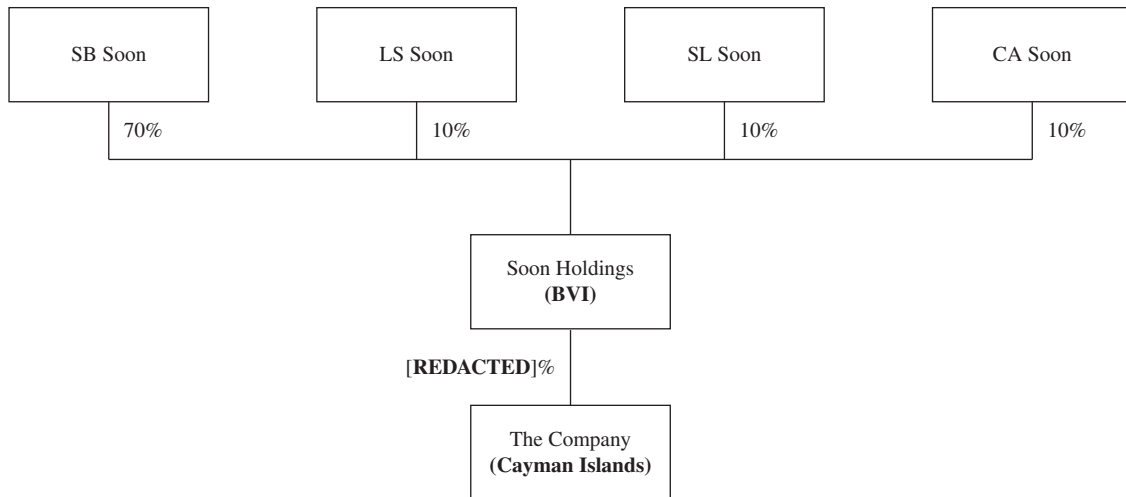 SB Soon
LS Soon
SL Soon
CA Soon
70%
10%
10%
10%
Soon Holdings
(BVI)
[REDACTED]%
The Company
(Cayman Islands)